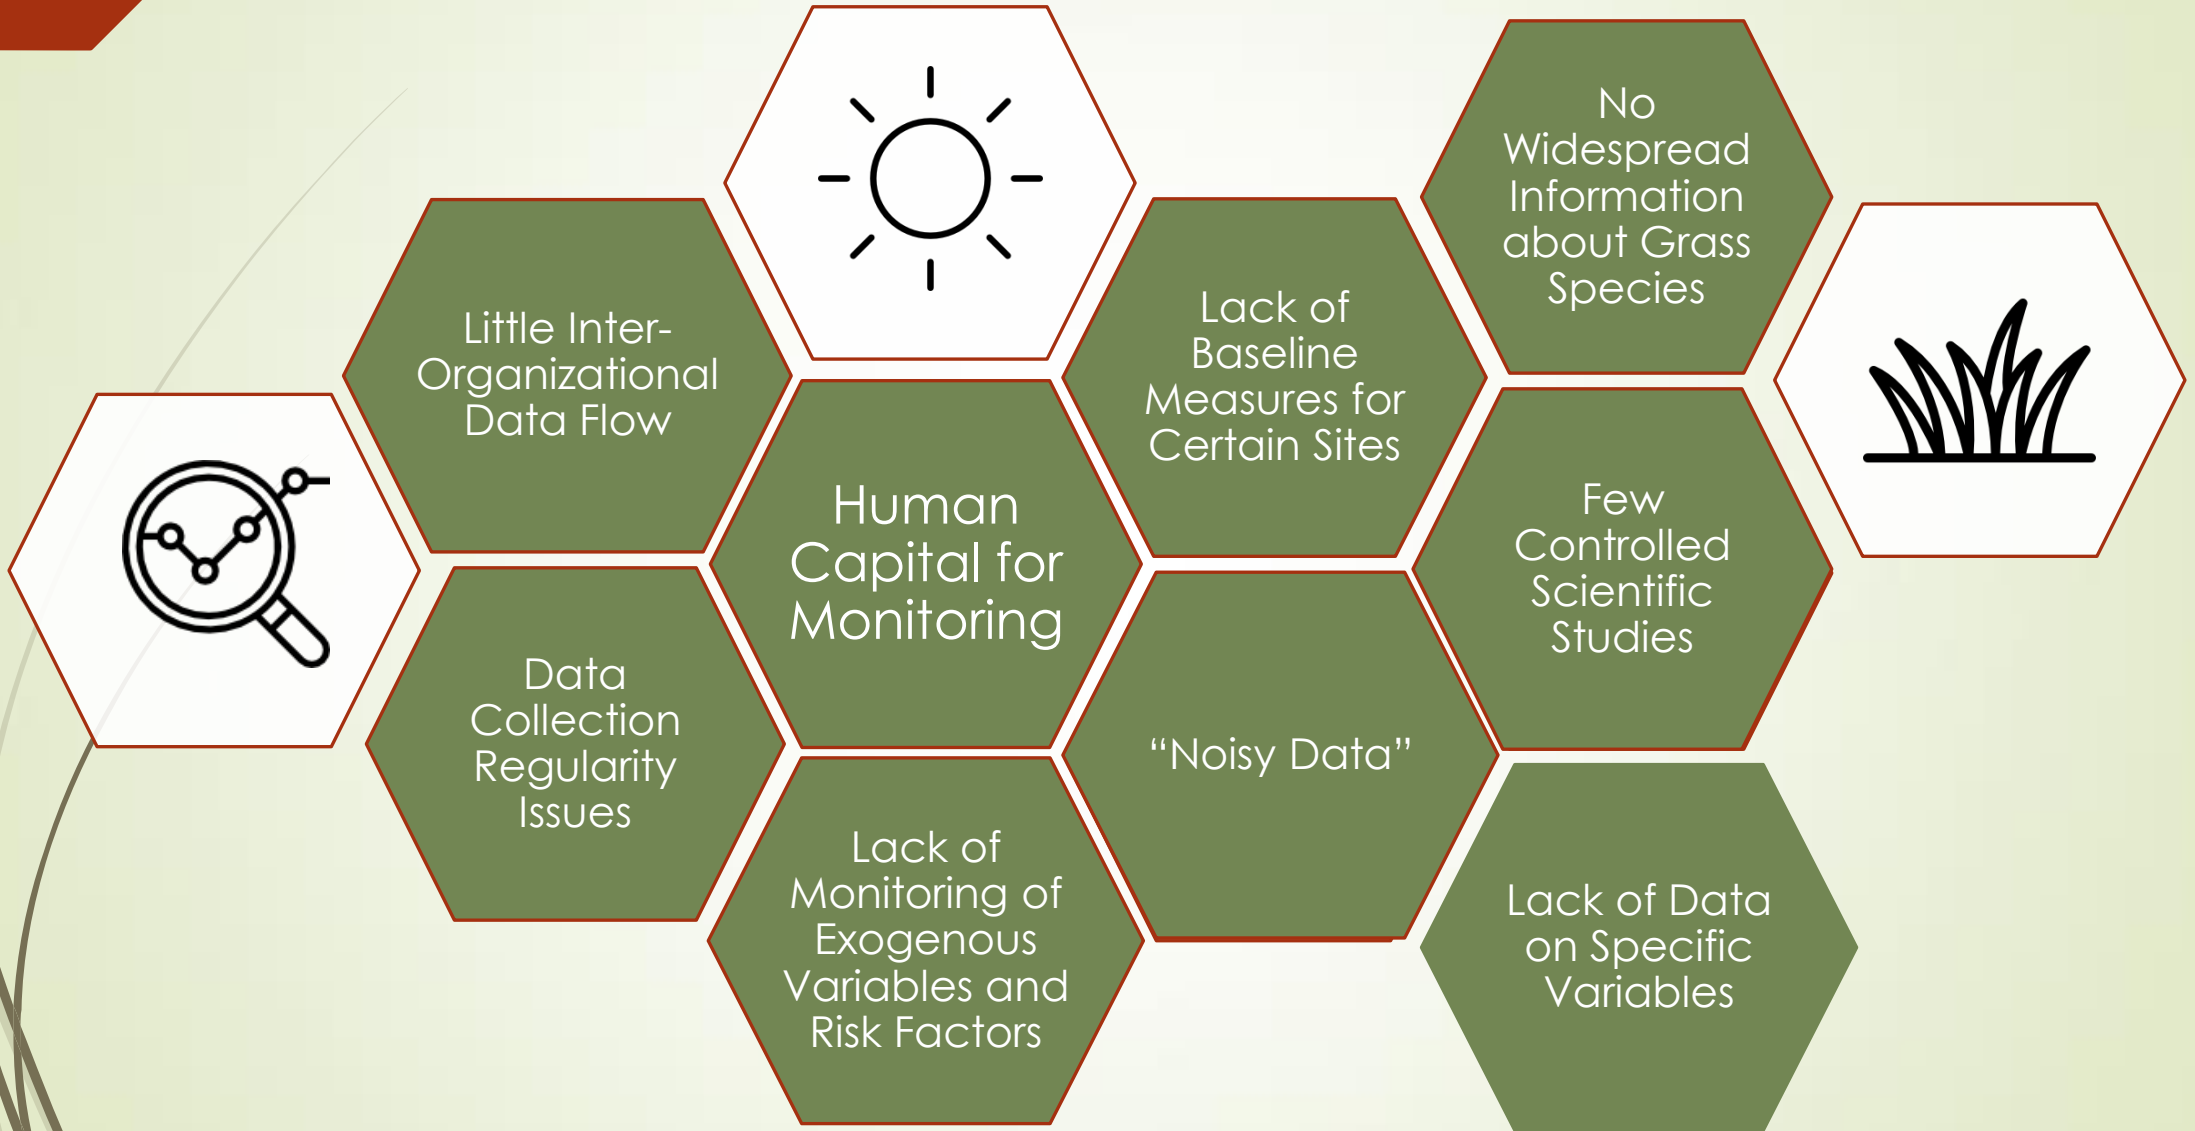 Little Inter-
Organizational
Data Flow
Data
Collection
Regularity
Issues
Human
Capital for
Monitoring
Lack of
Monitoring of
Exogenous
Variables and
Risk Factors
Lack of
Baseline
Measures for
Certain Sites
“Noisy Data”
No
Widespread
Information
about Grass
Species
Few
Controlled
Scientific
Studies
Lack of Data
on Specific
Variables